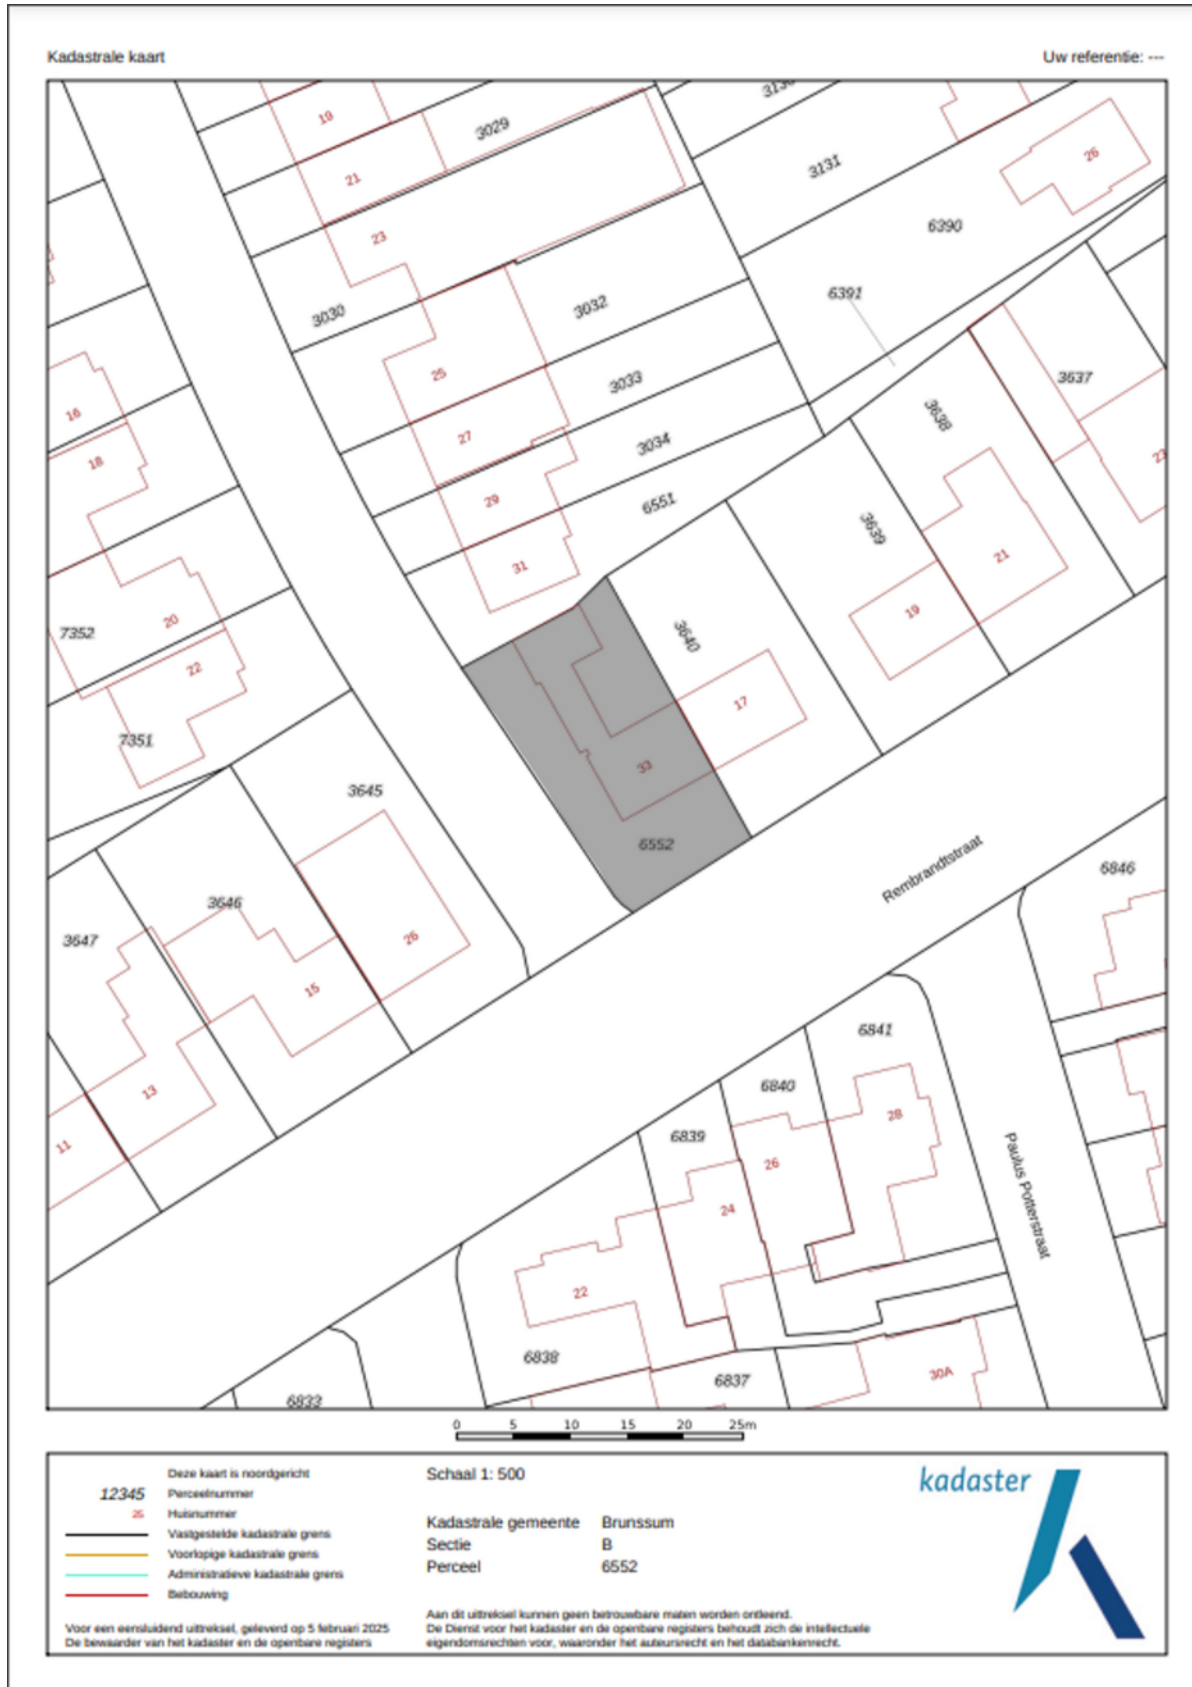 Kadastrale kaart
Uw referentie: ---
19
3029
3131
26
21
23
6390
3030
3032
6391
25
3033
3637
16
27
3034
3638
18
29
6551
3639
23
31
21
7352
20
3640
19
22
17
7351
33
3645
6552
Rembrandtstraat
6846
3646
3647
26
15
6841
13
6840
28
11
6839
26
24
Paulus Potterstraat
22
6838
6837
30A
6833
0 5 10 15 20 25m
Deze kaart is noordgericht
12345 Perceelnummer
25 Huisnummer
Vastgestelde kadastrale grens
Voorlopige kadastrale grens
Administratieve kadastrale grens
Bebouwing
Voor een eensluidend uittreksel, geleverd op 5 februari 2025
De bewaarder van het kadaster en de openbare registers
Schaal 1: 500
Kadastrale gemeente Brunssum
Sectie B
Perceel 6552
Aan dit uittreksel kunnen geen betrouwbare maten worden ontleend.
De Dienst voor het kadaster en de openbare registers behoudt zich de intellectuele
eigendomsrechten voor, waaronder het auteursrecht en het databankenrecht.
kadaster